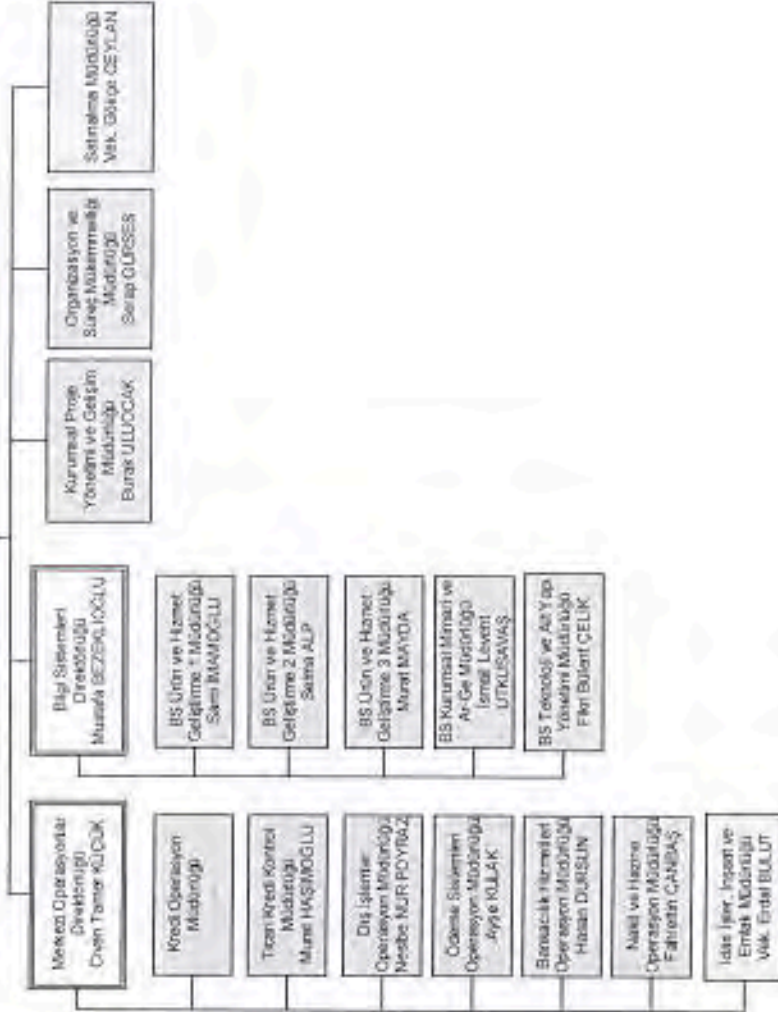 Merkezi Operasyonlar
Direktörlüğü
Tamer KÜÇÜK
Kredi Operasyon
Müdürlüğü
Ticari Kredi Kontrol
Müdürlüğü
Murat HAŞİMOĞLU
Dış İşlemler
Operasyon Müdürlüğü
Nesibe NUR POYRAZ
Ödeme Sistemleri
Operasyon Müdürlüğü
Ayşe KULAK
Bankacılık Hizmetleri
Operasyon Müdürlüğü
Hasan DURSUN
Nakit ve Hazine
Operasyon Müdürlüğü
Fahrettin CANBAŞ
İdari İşler, İnşaat ve
Emlak Müdürlüğü
Vek. Erdal BULUT
Bilgi Sistemleri
Direktörlüğü
Mustafa BEZEKLİOĞLU
BS Ürün ve Hizmet
Geliştirme 1 Müdürlüğü
Sami İMAMOĞLU
BS Ürün ve Hizmet
Geliştirme 2 Müdürlüğü
Selma ALP
BS Ürün ve Hizmet
Geliştirme 3 Müdürlüğü
Murat MAYDA
BS Kurumsal Mimari ve
Ar-Ge Müdürlüğü
İsmail Levent
UTKUSAVAŞ
BS Teknoloji ve Alt Yapı
Yönetimi Müdürlüğü
Fikri Bülent ÇELİK
Kurumsal Proje
Yönetimi ve Gelişim
Müdürlüğü
Burak ULUOCAK
Organizasyon ve
Süreç Mükemmelliği
Müdürlüğü
Serap GÜRSES
Satınalma Müdürlüğü
Vek. Gökçe CEYLAN